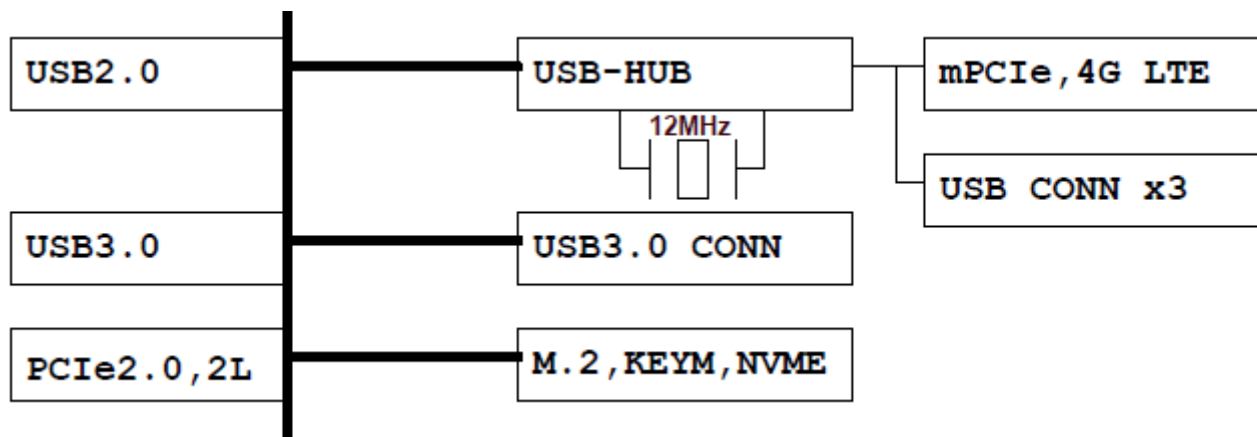 USB2.0
USB-HUB
mPCIe,4G LTE
12MHz
USB CONN x3
USB3.0
USB3.0 CONN
PCIe2.0,2L
M.2,KEYM,NVME